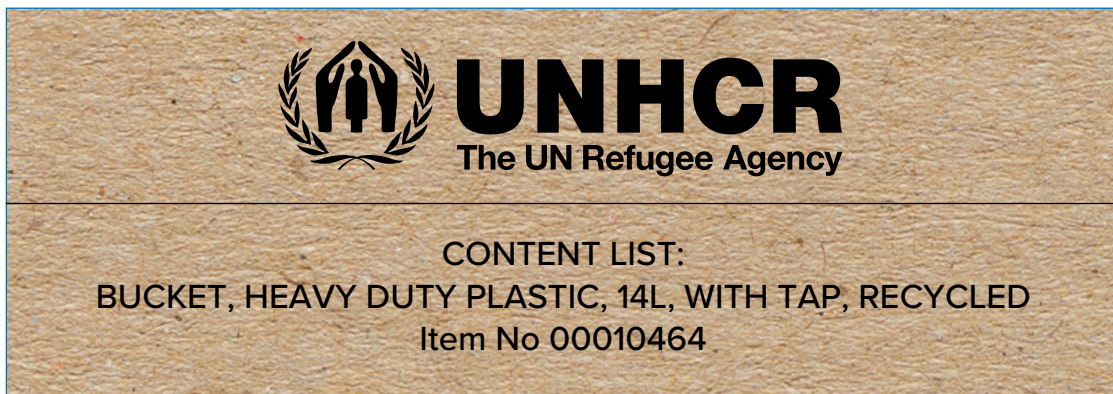 UNHCR
The UN Refugee Agency
CONTENT LIST:
BUCKET, HEAVY DUTY PLASTIC, 14L, WITH TAP, RECYCLED
Item No 00010464